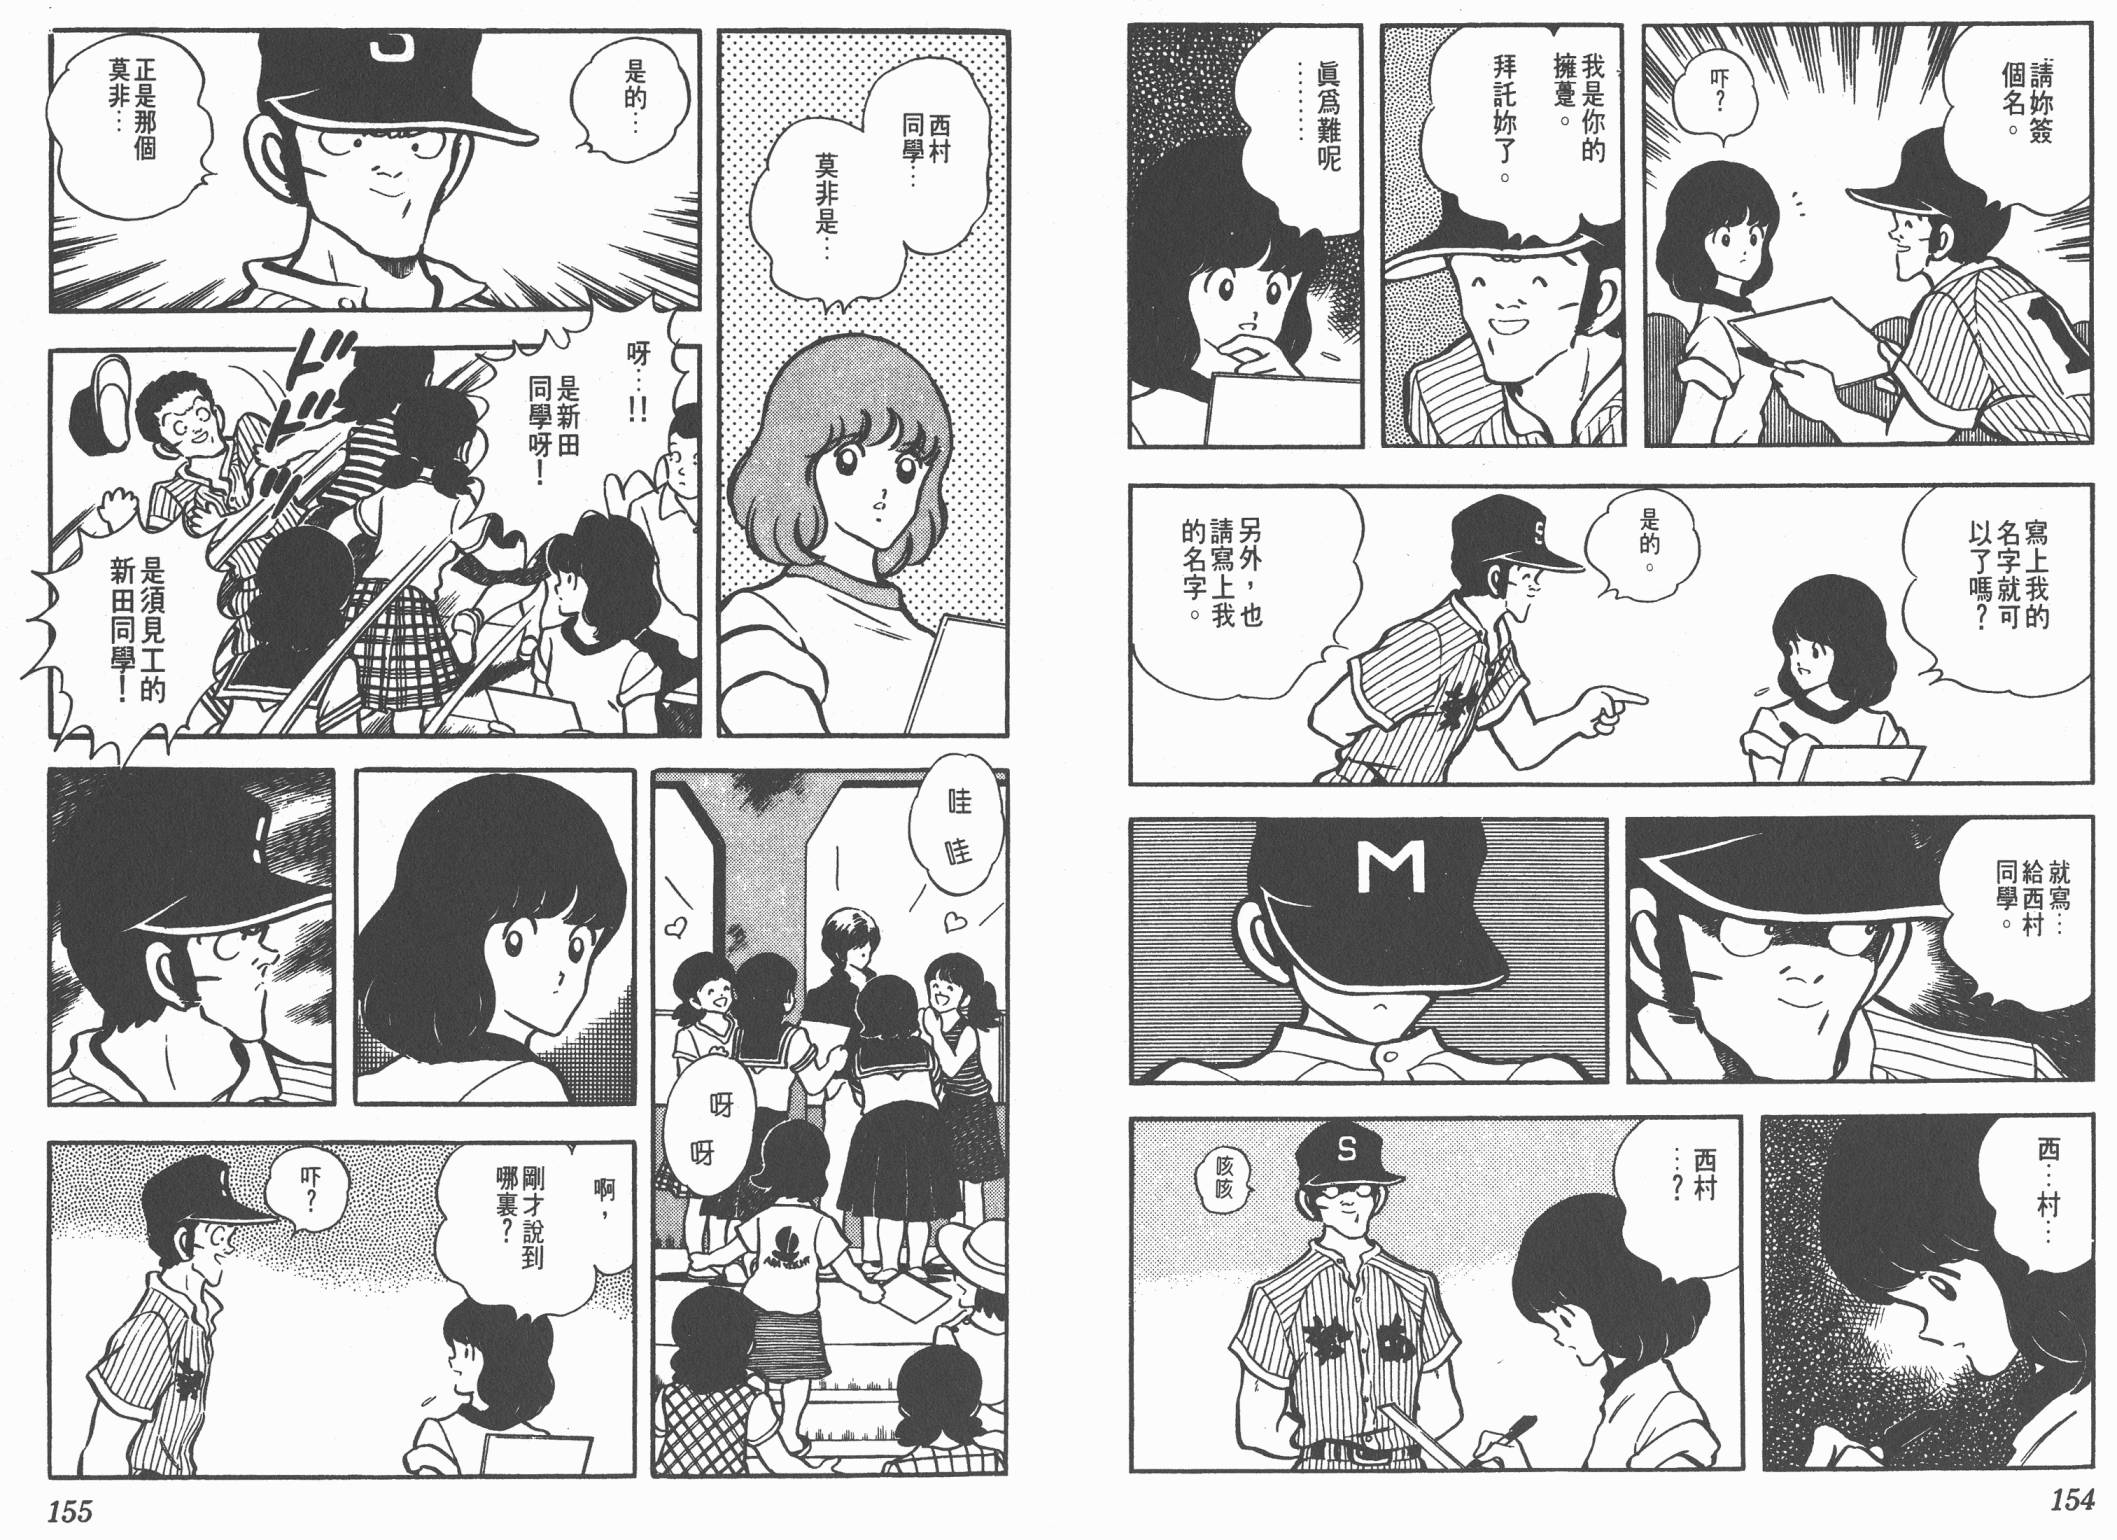 請妳簽
個名。
吓？
我是你的
擁躉。
拜託妳了。
眞爲難呢
………
寫上我的
名字就可
以了嗎？
是的。
另外，也
請寫上我
的名字。
就寫…
給西村
同學。
M
S
西…村…
西村
…？
S
咳咳
154
西村
同學…
莫非是…
是的…
S
正是那個
莫非…
呀…!!
是新田
同學呀！
ドドドド
是須見工的
新田同學！
哇
哇
呀
呀
啊，
剛才說到
哪裏？
吓？
155